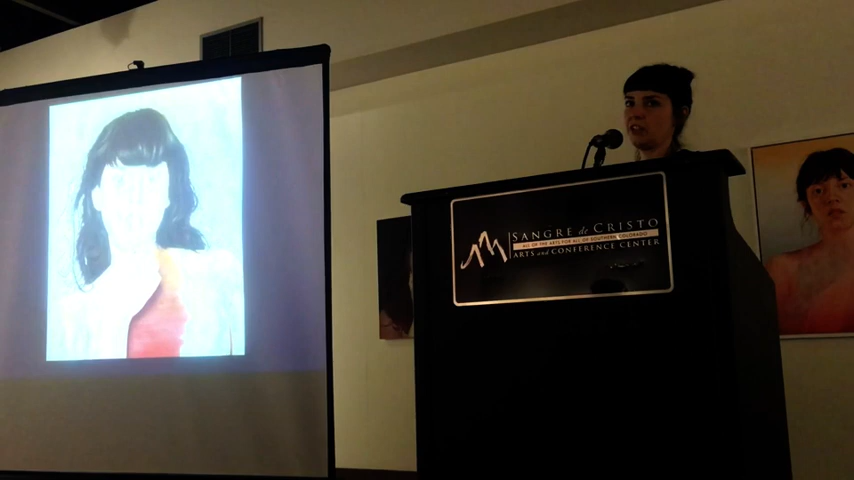 SANGRE de CRISTO
ALL OF THE ARTS FOR ALL OF SOUTHERN COLORADO
ARTS and CONFERENCE CENTER